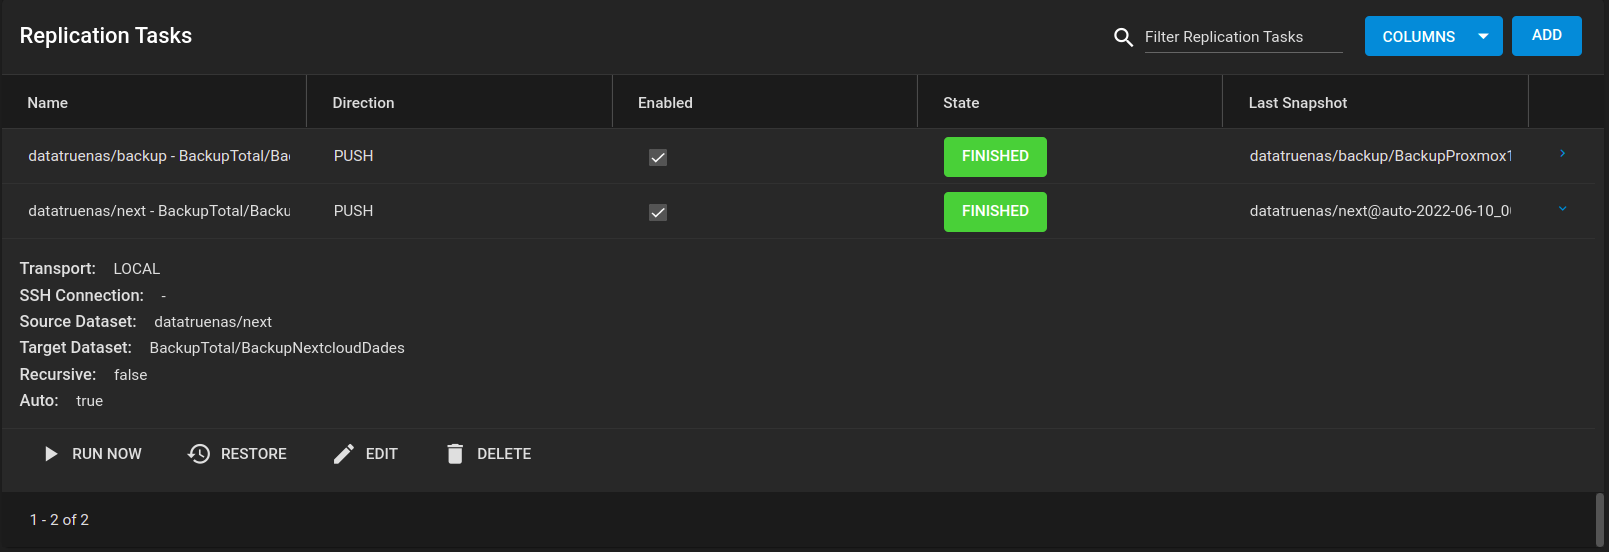 Replication Tasks
Filter Replication Tasks
COLUMNS
ADD
Name Direction Enabled State Last Snapshot
datatruenas/backup - BackupTotal/Ba PUSH FINISHED datatruenas/backup/BackupProxmox1
datatruenas/next - BackupTotal/Backu PUSH FINISHED datatruenas/next@auto-2022-06-10_0
Transport: LOCAL
SSH Connection: -
Source Dataset: datatruenas/next
Target Dataset: BackupTotal/BackupNextcloudDades
Recursive: false
Auto: true
RUN NOW RESTORE EDIT DELETE
1 - 2 of 2